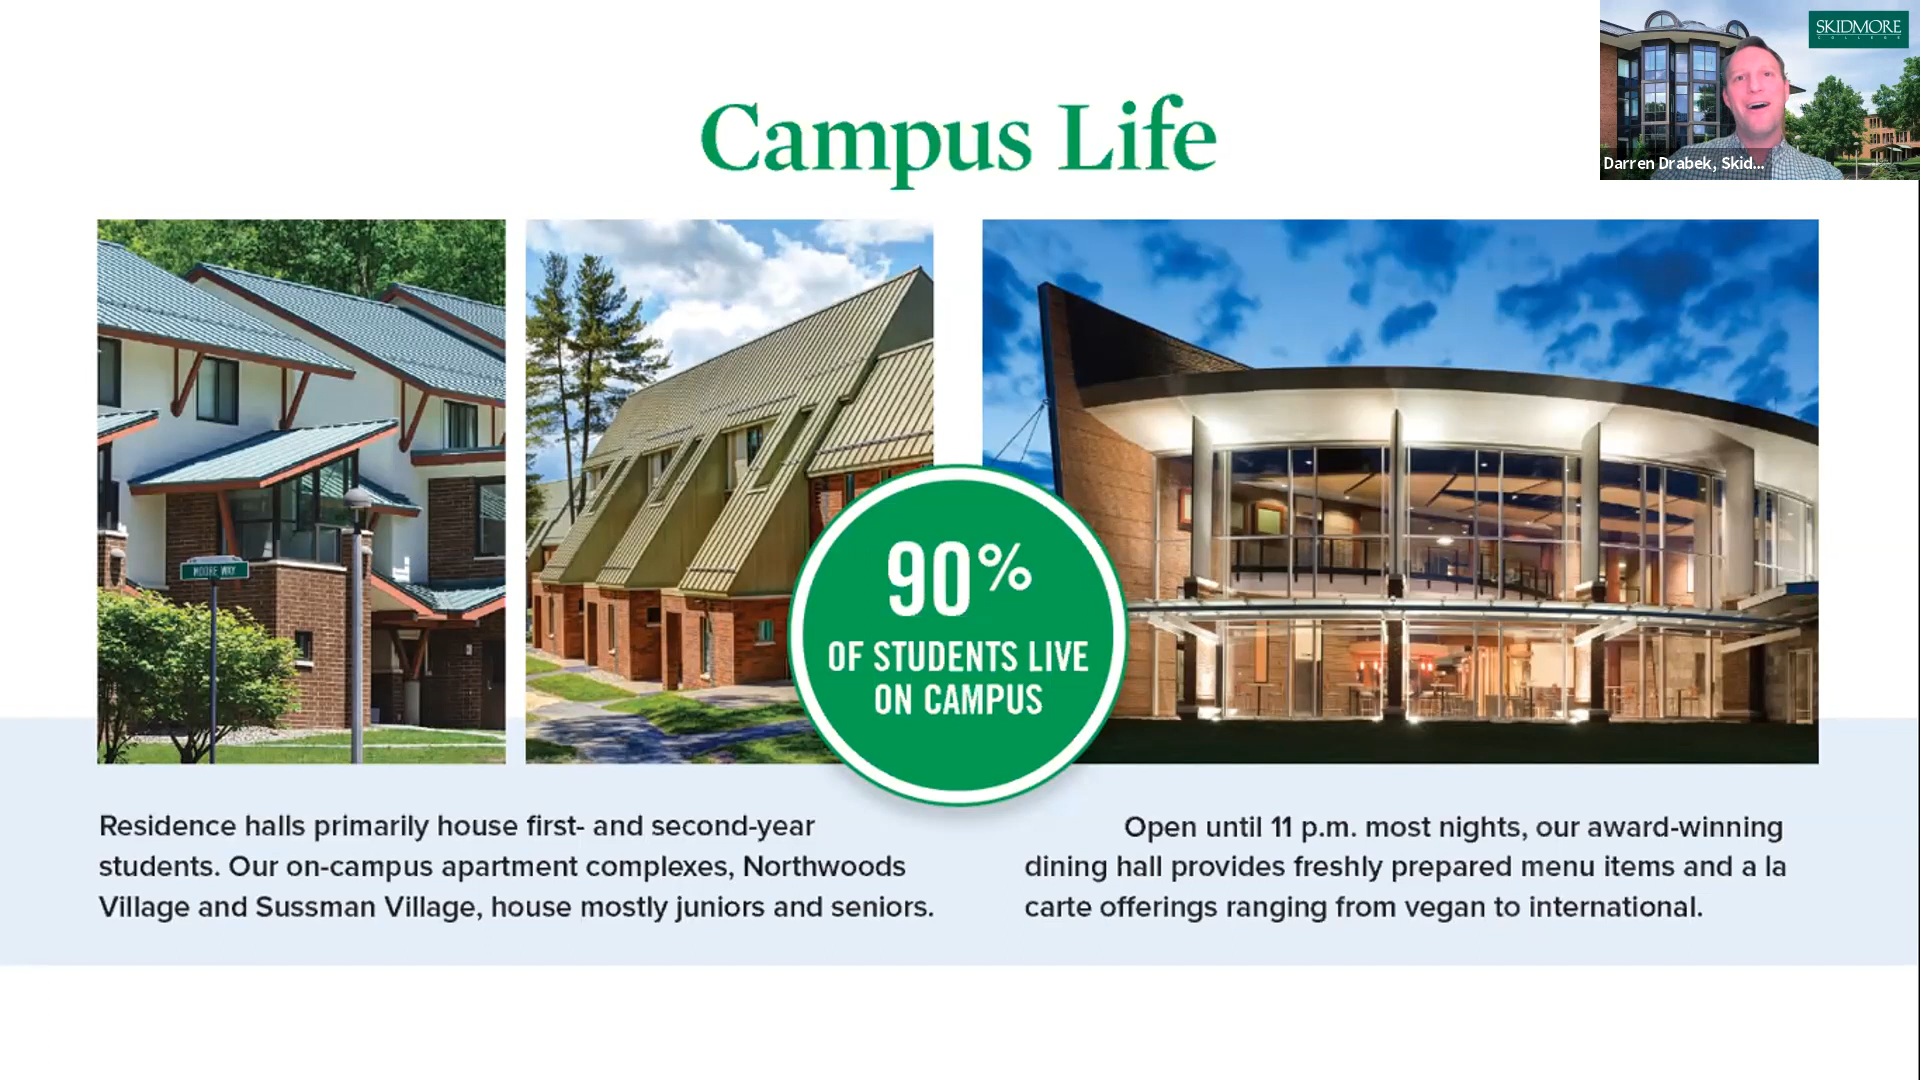 SKIDMORE
COLLEGE
Darren Drabek, Skid...
Campus Life
MOORE WAY
90%
OF STUDENTS LIVE
ON CAMPUS
Residence halls primarily house first- and second-year
students. Our on-campus apartment complexes, Northwoods
Village and Sussman Village, house mostly juniors and seniors.
Open until 11 p.m. most nights, our award-winning
dining hall provides freshly prepared menu items and a la
carte offerings ranging from vegan to international.